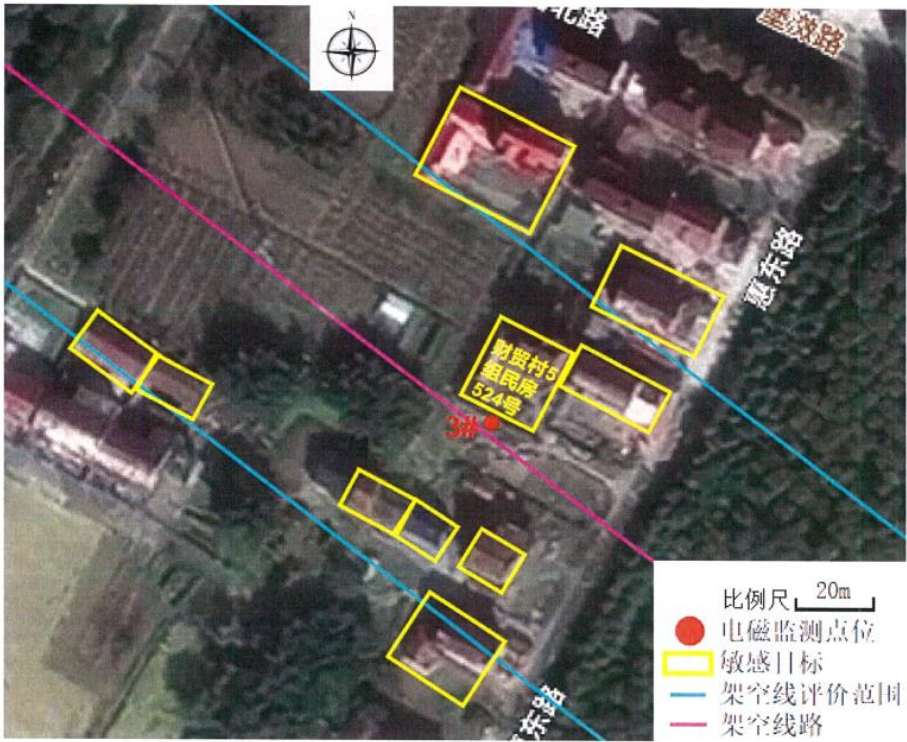 N
北路
堡滧路
惠东路
财贸村5
组民房
524号
3#
东路
比例尺 20m
电磁监测点位
敏感目标
架空线评价范围
架空线路